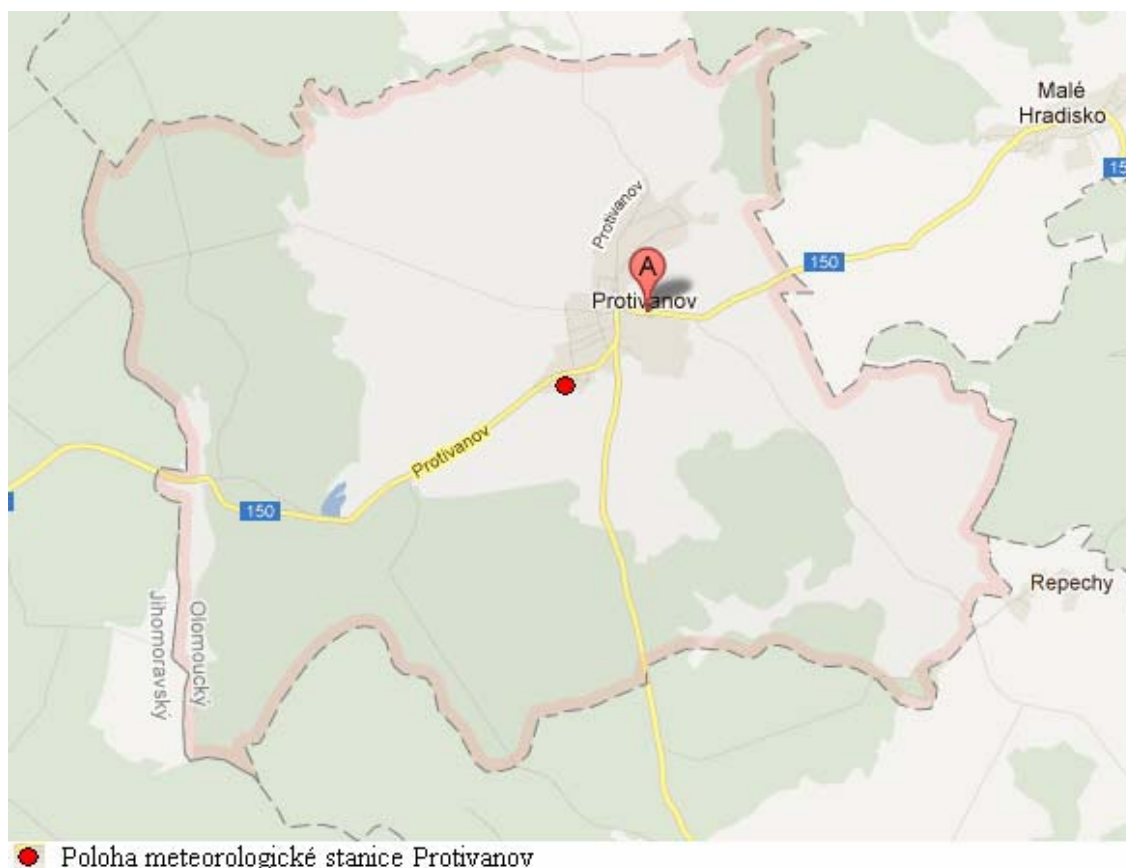 Malé
Hradisko
15
Protivanov
150
A
Protivanov
Protivanov
150
Repechy
Olomoucký
Jihomoravský
Poloha meteorologické stanice Protivanov